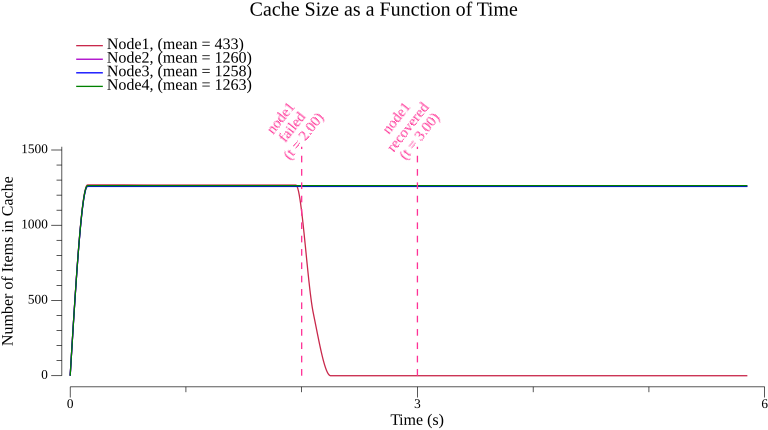 Cache Size as a Function of Time
Node1, (mean = 433)
Node2, (mean = 1260)
Node3, (mean = 1258)
Node4, (mean = 1263)
node1
failed
(t = 2.00)
node1
recovered
(t = 3.00)
Number of Items in Cache
1500
1000
500
0
0
3
6
Time (s)